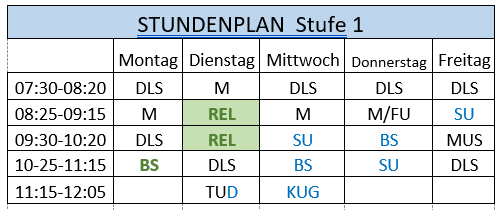 STUNDENPLAN Stufe 1
Montag Dienstag Mittwoch Donnerstag Freitag
07:30-08:20 DLS M DLS DLS DLS
08:25-09:15 M REL M M/FU SU
09:30-10:20 DLS REL SU BS MUS
10-25-11:15 BS DLS BS SU DLS
11:15-12:05 TUD KUG